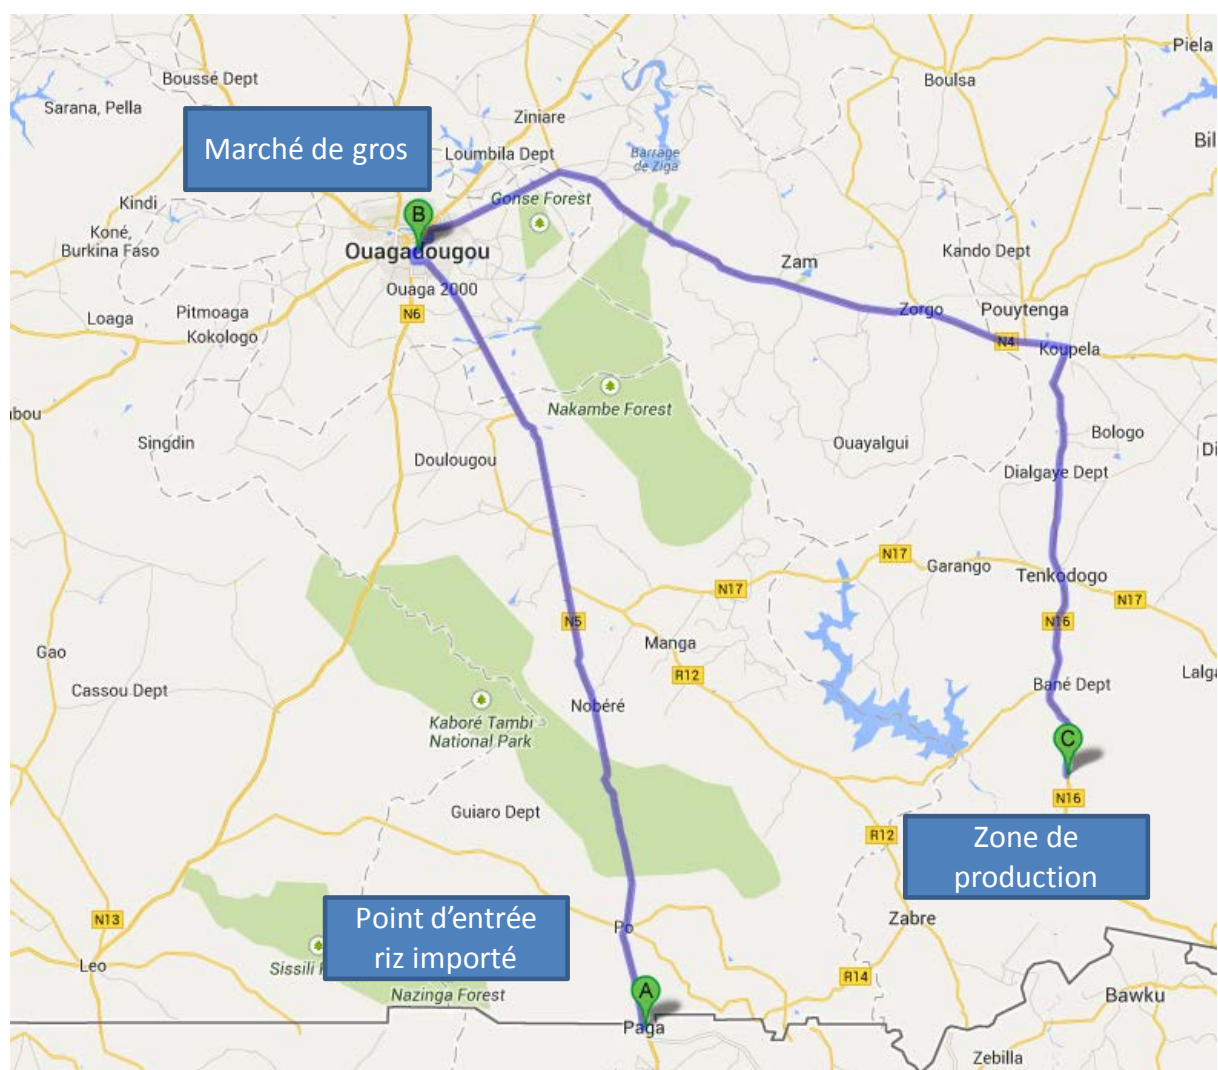 Piela
Boussé Dept
Boulsa
Sarana, Pella
Ziniare
Marché de gros
Bil
Loumbila Dept
Barrage
de Ziga
Gonse Forest
Kindi
B
Koné,
Burkina Faso
Ouagadougou
Kando Dept
Zam
Ouaga 2000
Pitmoaga
Loaga
N6
Zorgo
Pouytenga
Kokologo
N4
Koupela
Nakambe Forest
bou
Singdin
Ouayalgui
Bologo
Di
Doulougou
Dialgaye Dept
N17
Garango
Tenkodogo
N17
N17
N5
N16
Manga
Gao
R12
Lalga
Cassou Dept
Bané Dept
Nobéré
Kaboré Tambi
National Park
C
N16
Guiaro Dept
R12
Zone de
production
Point d’entrée
riz importé
N13
Po
Zabre
Leo
Sissili
R14
Nazinga Forest
A
Bawku
Paga
Zebilla